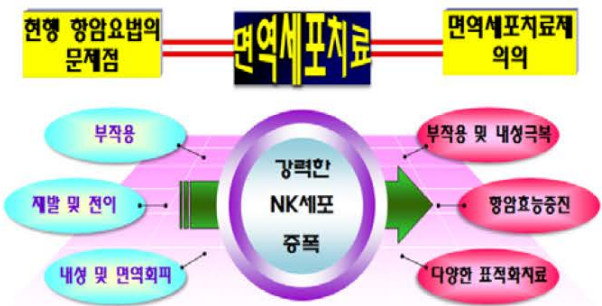 현행 항암요법의
문제점
면역세포치료
면역세포치료제
의의
부작용
재발 및 전이
내성 및 면역회피
강력한
NK세포
증폭
부작용 및 내성극복
항암효능증진
다양한 표적화치료